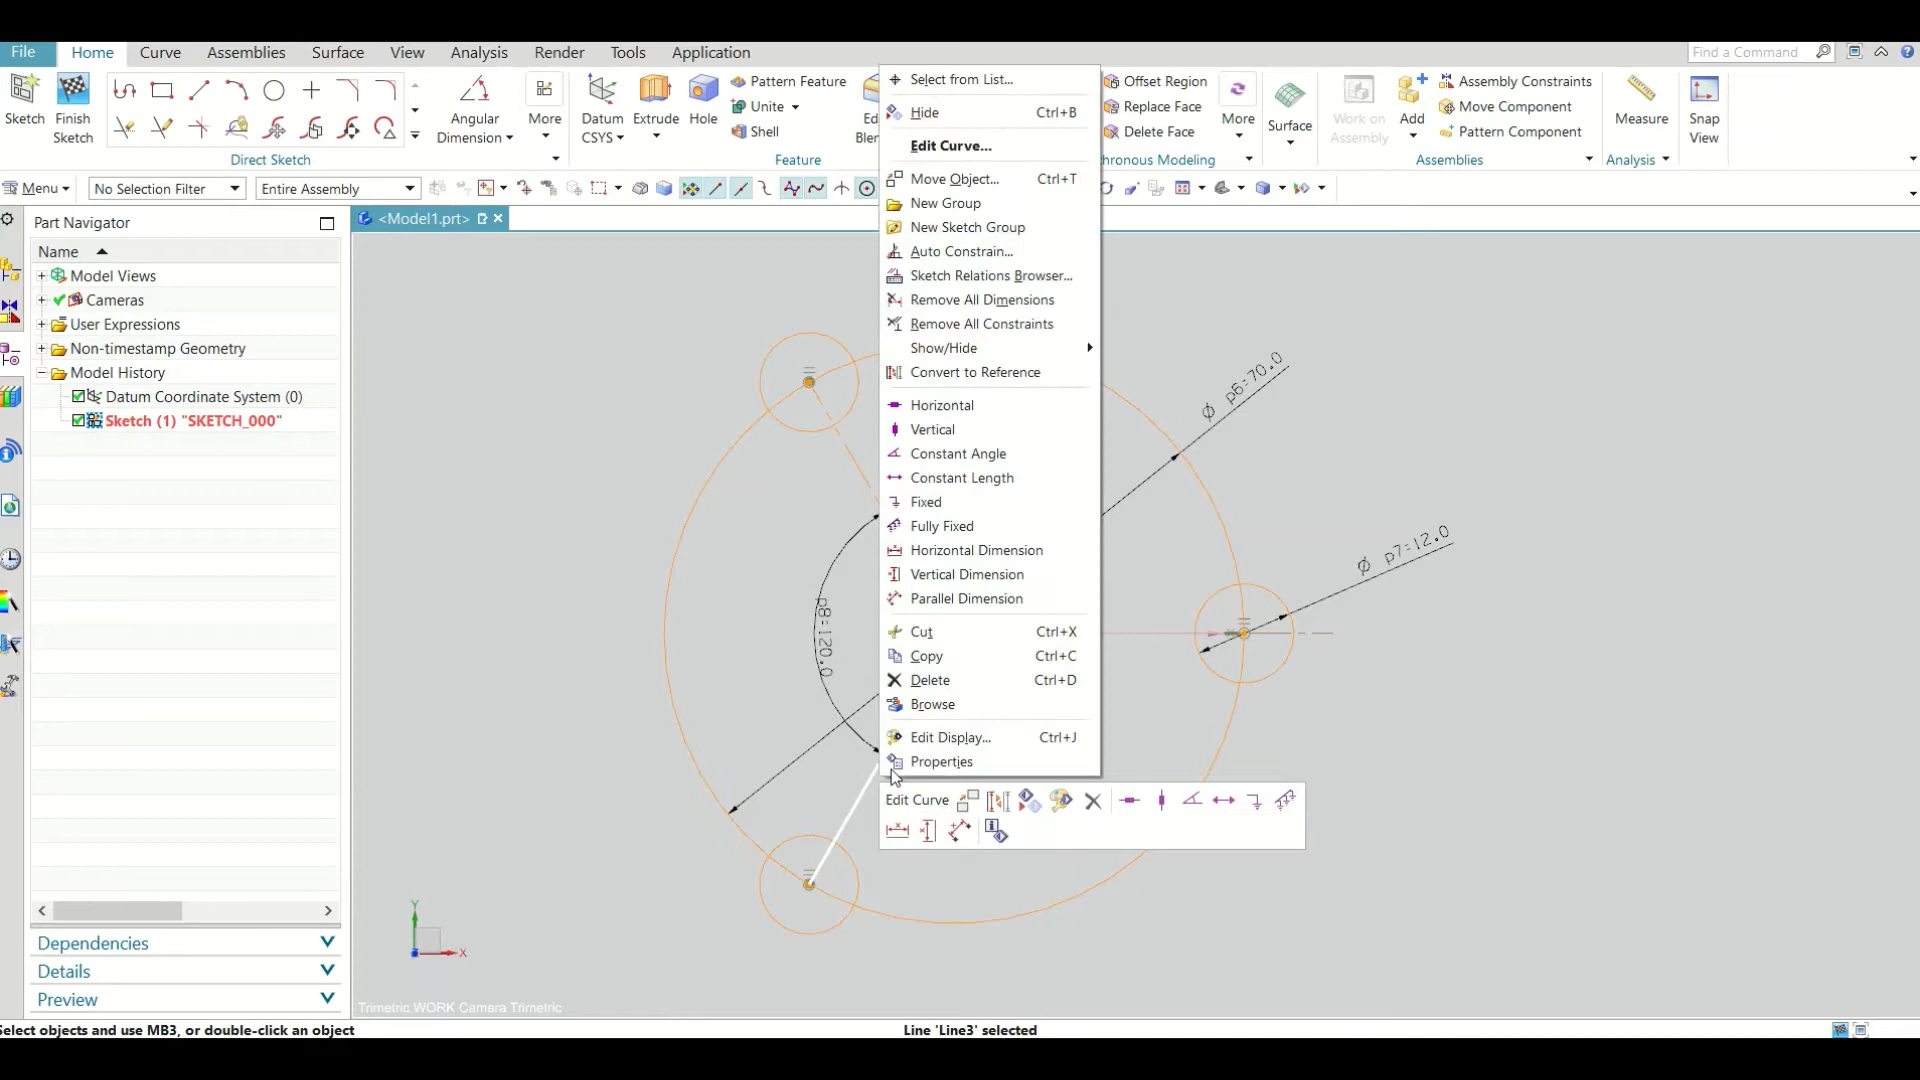 File Home Curve Assemblies Surface View Analysis Render Tools Application
Find a Command
Sketch
Finish
Sketch
Direct Sketch
Angular
Dimension
More
Datum
CSYS
Extrude
Hole
Pattern Feature
Unite
Shell
Feature
Offset Region
Replace Face
Delete Face
More
Surface
Work on
Assembly
Add
Assembly Constraints
Move Component
Pattern Component
Assemblies
Measure
Analysis
Snap
View
Menu
No Selection Filter
Entire Assembly
Part Navigator
Name
Model Views
Cameras
User Expressions
Non-timestamp Geometry
Model History
Datum Coordinate System (0)
Sketch (1) "SKETCH_000"
Dependencies
Details
Preview
<Model1.prt>
Select from List...
Hide Ctrl+B
Edit Curve...
Move Object... Ctrl+T
New Group
New Sketch Group
Auto Constrain...
Sketch Relations Browser...
Remove All Dimensions
Remove All Constraints
Show/Hide
Convert to Reference
Horizontal
Vertical
Constant Angle
Constant Length
Fixed
Fully Fixed
Horizontal Dimension
Vertical Dimension
Parallel Dimension
Cut Ctrl+X
Copy Ctrl+C
Delete Ctrl+D
Browse
Edit Display... Ctrl+J
Properties
Edit Curve
Ø p6=70.0
Ø p7=12.0
p8=120.0
Y
X
Trimetric WORK Camera Trimetric
Select objects and use MB3, or double-click an object
Line 'Line3' selected